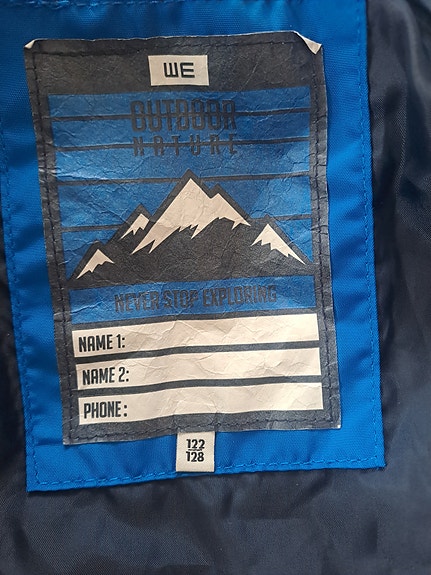 WE
OUTDOOR
NATURE
NEVER STOP EXPLORING
NAME 1:
NAME 2:
PHONE:
122
128